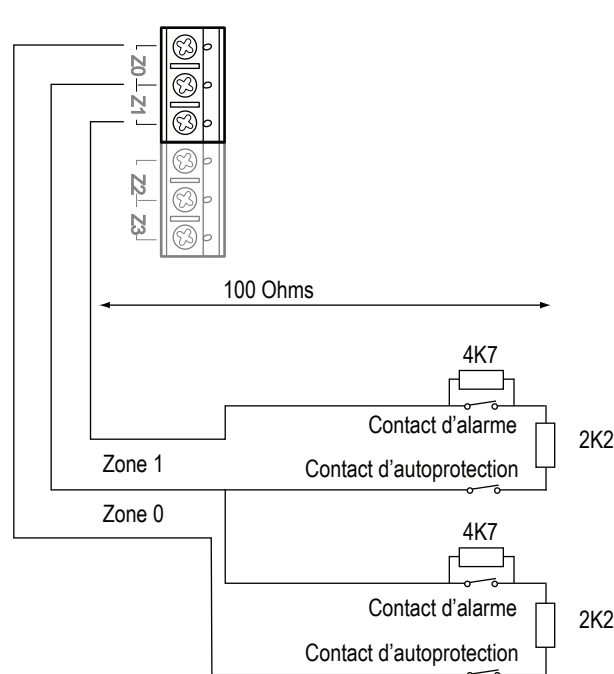 Z0
Z1
Z2
Z3
100 Ohms
4K7
Contact d'alarme
2K2
Zone 1
Contact d'autoprotection
Zone 0
4K7
Contact d'alarme
2K2
Contact d'autoprotection